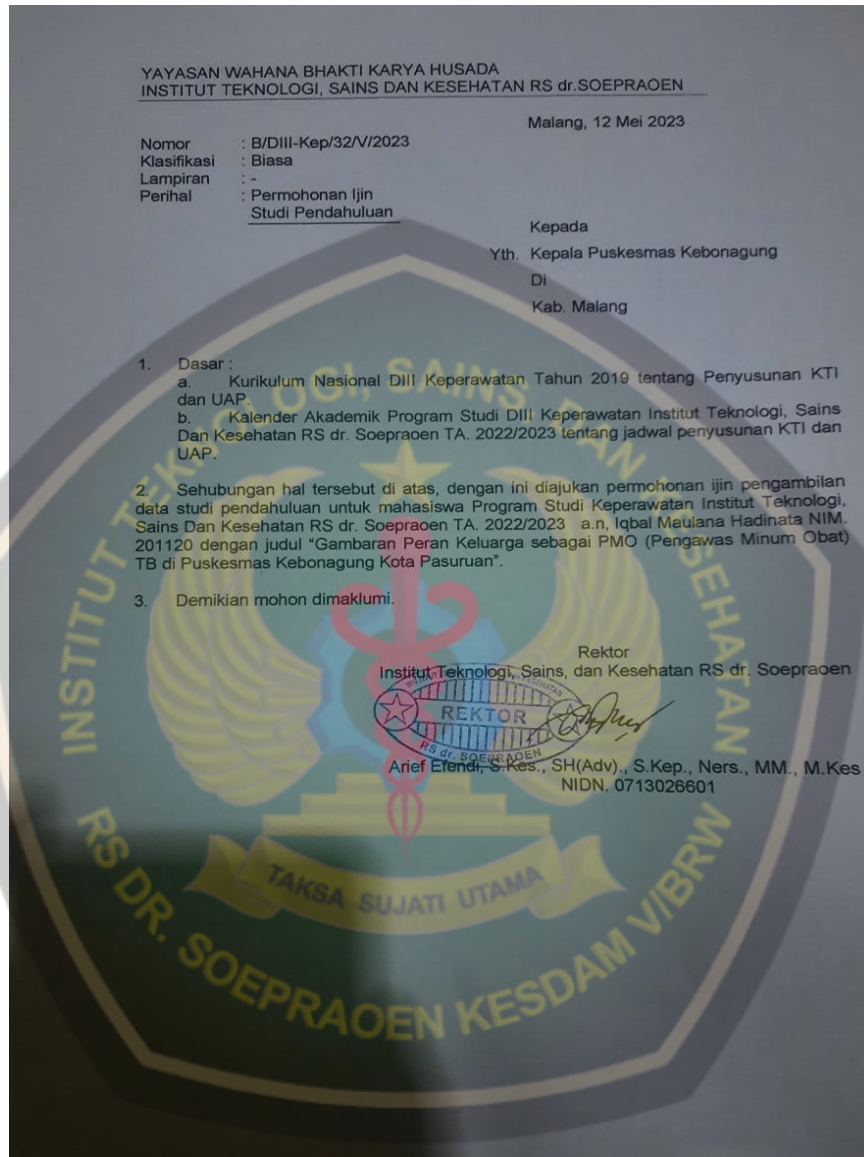 YAYASAN WAHANA BHAKTI KARYA HUSADA
INSTITUT TEKNOLOGI, SAINS DAN KESEHATAN RS dr.SOEPRAOEN
Malang, 12 Mei 2023
Nomor : B/DIII-Kep/32/V/2023
Klasifikasi : Biasa
Lampiran : -
Perihal : Permohonan Ijin
Studi Pendahuluan
Kepada
Yth. Kepala Puskesmas Kebonagung
Di
Kab. Malang
1. Dasar :
a. Kurikulum Nasional DIII Keperawatan Tahun 2019 tentang Penyusunan KTI
dan UAP.
b. Kalender Akademik Program Studi DIII Keperawatan Institut Teknologi, Sains
Dan Kesehatan RS dr. Soepraoen TA. 2022/2023 tentang jadwal penyusunan KTI dan
UAP.
2. Sehubungan hal tersebut di atas, dengan ini diajukan permohonan ijin pengambilan
data studi pendahuluan untuk mahasiswa Program Studi Keperawatan Institut Teknologi,
Sains Dan Kesehatan RS dr. Soepraoen TA. 2022/2023 a.n, Iqbal Maulana Hadinata NIM.
201120 dengan judul “Gambaran Peran Keluarga sebagai PMO (Pengawas Minum Obat)
TB di Puskesmas Kebonagung Kota Pasuruan”.
3. Demikian mohon dimaklumi.
Rektor
Institut Teknologi, Sains, dan Kesehatan RS dr. Soepraoen
REKTOR
RS dr. SOEPRAOEN
Arief Efendi, S.Kes., SH(Adv)., S.Kep., Ners., MM., M.Kes
NIDN. 0713026601
INSTITUT TEKNOLOGI, SAINS, DAN KESEHATAN
TAKSA SUJATI UTAMA
RS DR. SOEPRAOEN KESDAM V/BRW